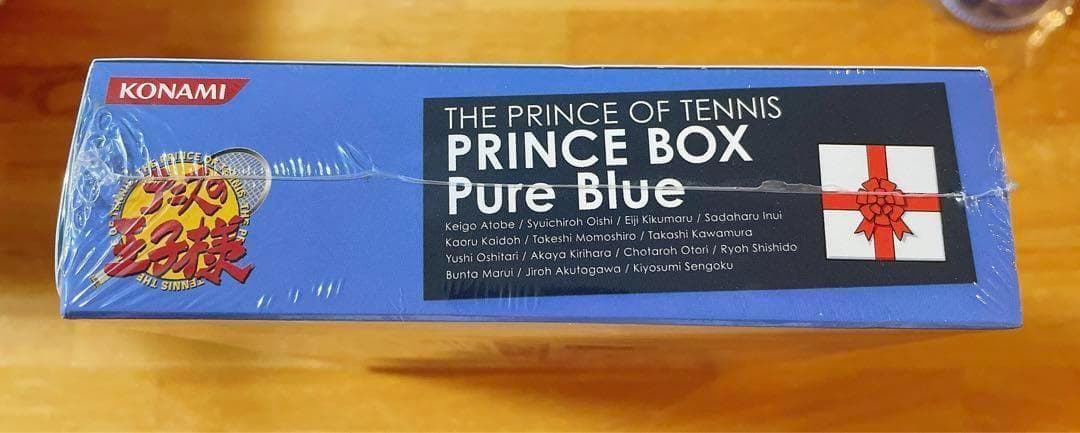 KONAMI
THE PRINCE OF TENNIS
PRINCE BOX
Pure Blue
Keigo Atobe / Syuichiroh Oishi / Eiji Kikumaru / Sadaharu Inui
Kaoru Kaidoh / Takeshi Momoshiro / Takashi Kawamura
Yushi Oshitari / Akaya Kirihara / Chotaroh Otori / Ryoh Shishido
Bunta Marui / Jiroh Akutagawa / Kiyosumi Sengoku
テニスの
王子様